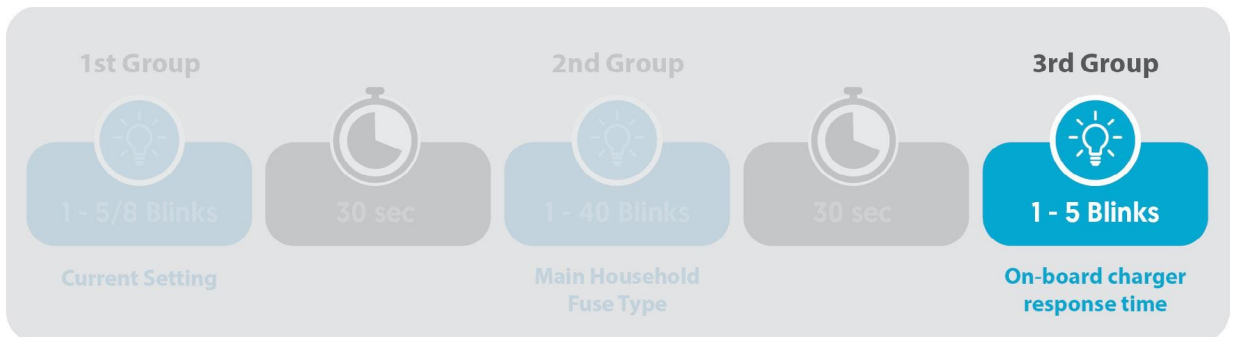 1st Group
2nd Group
3rd Group
1 - 5/8 Blinks
30 sec
1 - 40 Blinks
30 sec
1 - 5 Blinks
Current Setting
Main Household
Fuse Type
On-board charger
response time